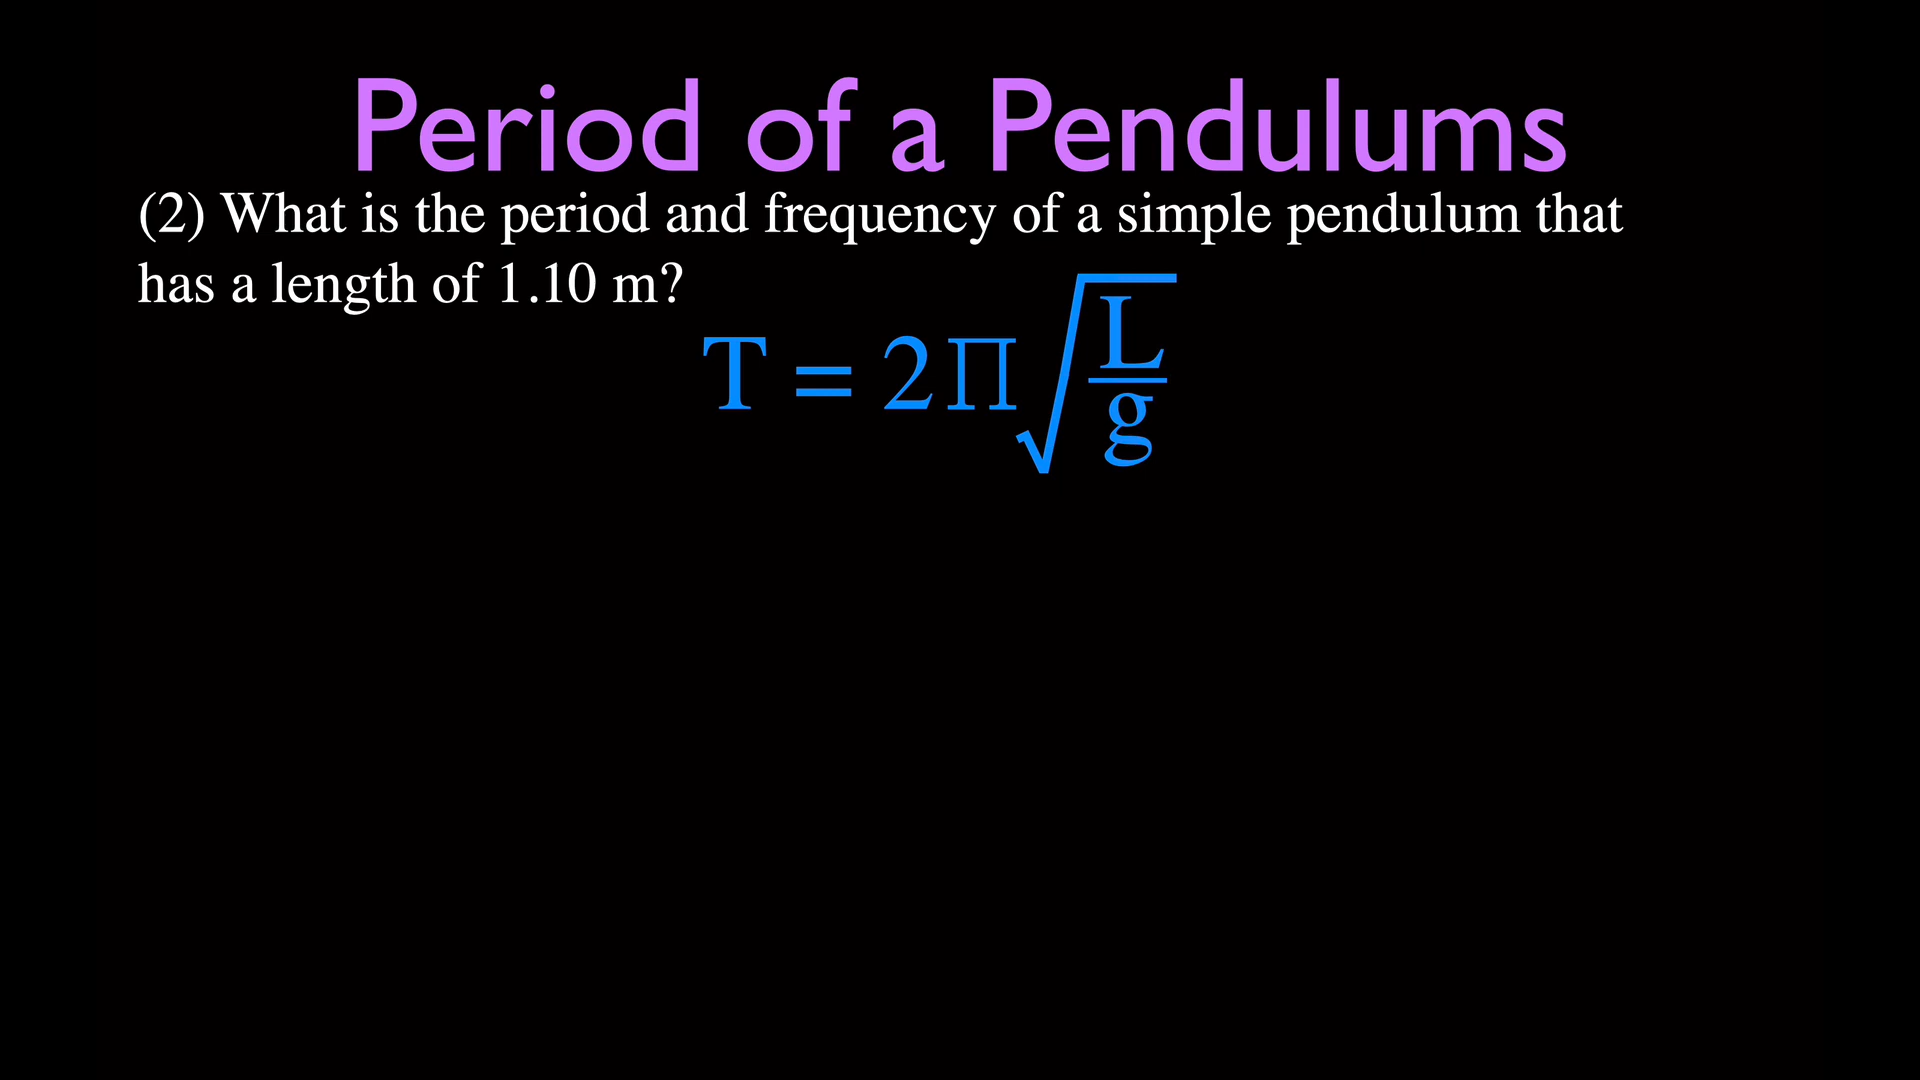 Period of a Pendulums
(2) What is the period and frequency of a simple pendulum that
has a length of 1.10 m?
T = 2Π√(L/g)